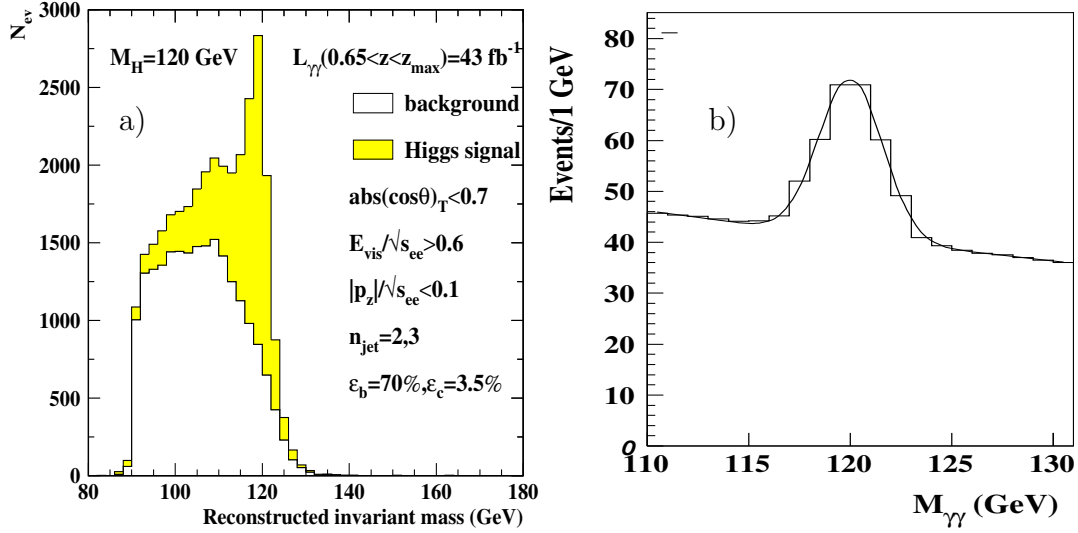 N_ev
3000
2500
2000
1500
1000
500
0
M_H=120 GeV
L_γγ(0.65<z<z_max)=43 fb^-1
a)
background
Higgs signal
abs(cosθ)_T<0.7
E_vis/√s_ee>0.6
|p_z|/√s_ee<0.1
n_jet=2,3
ε_b=70%,ε_c=3.5%
80 100 120 140 160 180
Reconstructed invariant mass (GeV)
Events/1 GeV
80
70
60
50
40
30
20
10
0
b)
110 115 120 125 130
M_γγ (GeV)